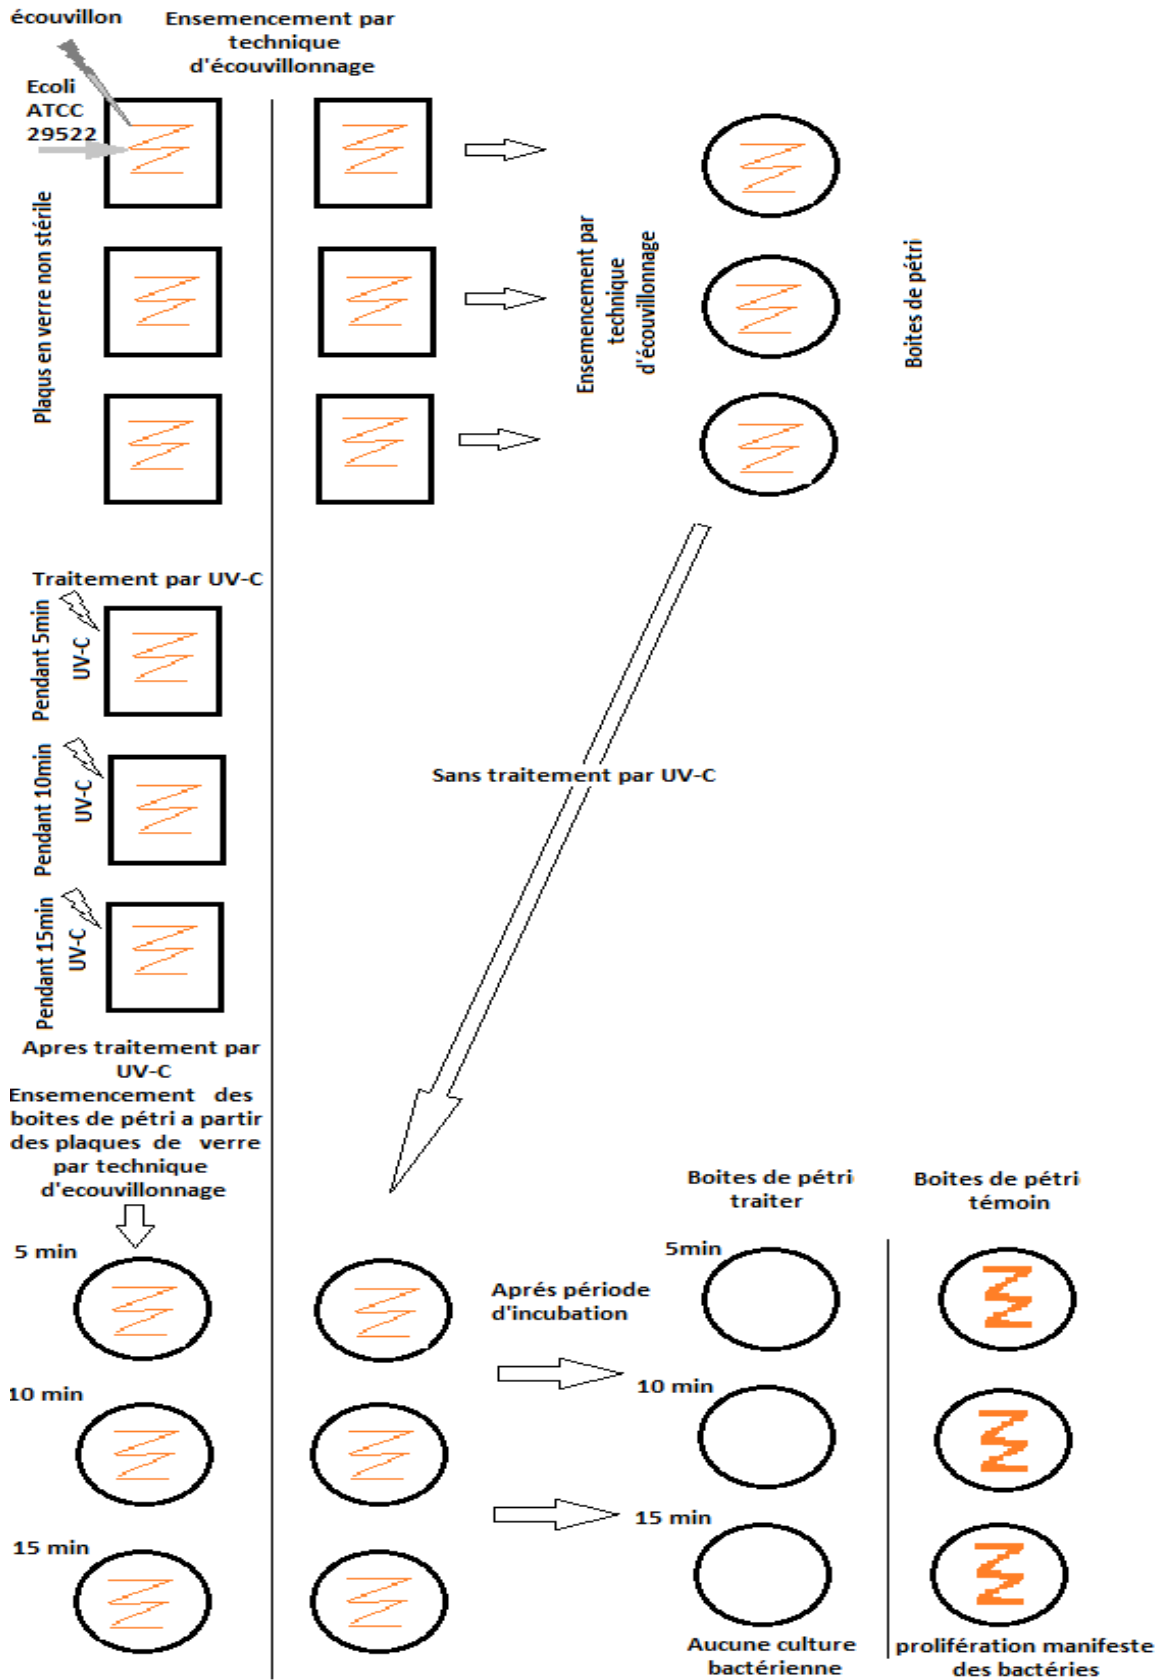 écouvillon
Ensemencement par
technique
d'écouvillonnage
Ecoli
ATCC
29522
Plaqus en verre non stérile
Ensemencement par
technique
d'écouvillonnage
Boites de pétri
Traitement par UV-C
Pendant 5min
UV-C
Pendant 10min
UV-C
Pendant 15min
UV-C
Sans traitement par UV-C
Apres traitement par
UV-C
Ensemencement des
boites de pétri a partir
des plaques de verre
par technique
d'ecouvillonnage
5 min
10 min
15 min
Aprés période
d'incubation
Boites de pétri
traiter
5min
10 min
15 min
Aucune culture
bactérienne
Boites de pétri
témoin
prolifération manifeste
des bactéries